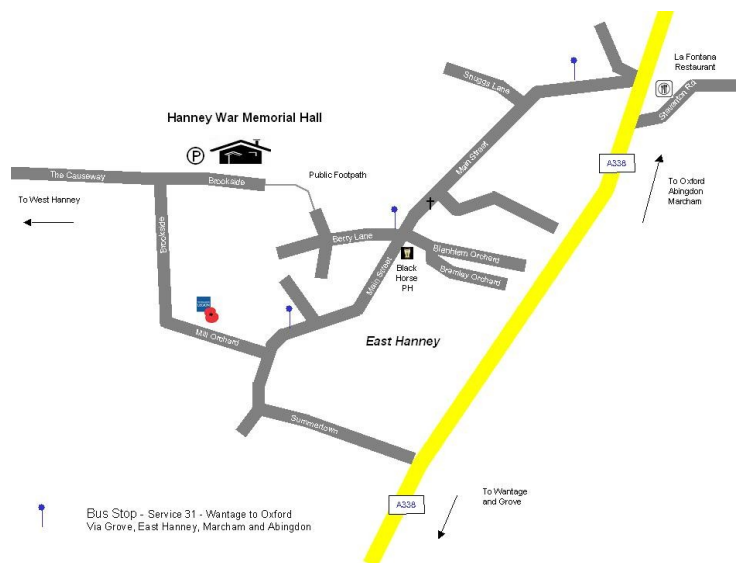 La Fontana
Restaurant
Snuggs Lane
Steventon Rd
Hanney War Memorial Hall
P
Main Street
A338
The Causeway
Brookside
Public Footpath
To Oxford
Abingdon
Marcham
To West Hanney
Brookside
Berry Lane
Blenhiem Orchard
Bramley Orchard
Main Street
Black
Horse
PH
Mill Orchard
East Hanney
Summertown
To Wantage
and Grove
A338
Bus Stop - Service 31 - Wantage to Oxford
Via Grove, East Hanney, Marcham and Abingdon